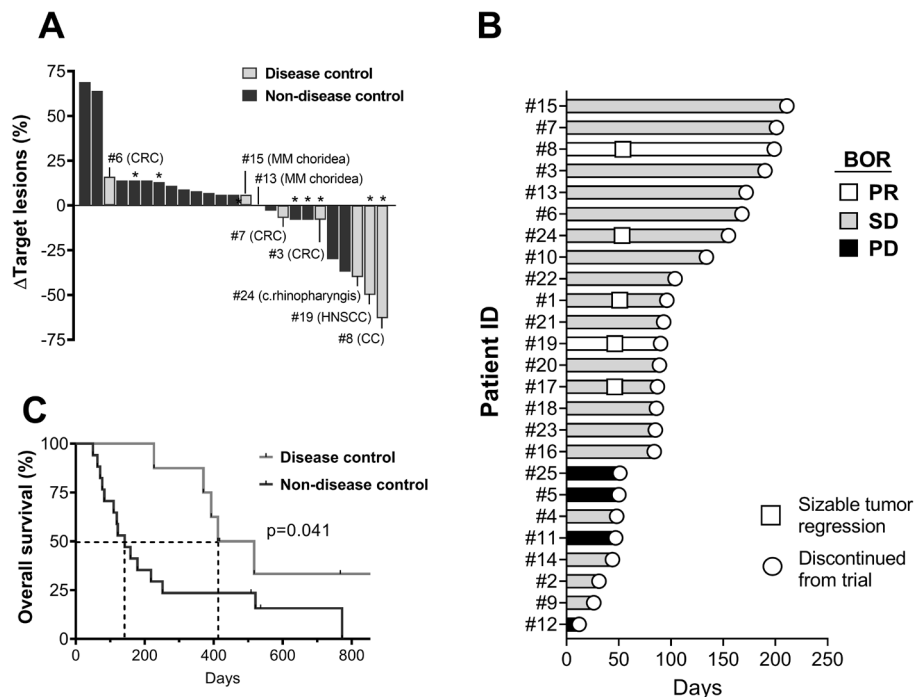 A
75
50
25
0
-25
-50
-75
ΔTarget lesions (%)
Disease control
Non-disease control
#6 (CRC)
#15 (MM choridea)
#13 (MM choridea)
* *
* * * * *
*
#7 (CRC)
#3 (CRC)
#24 (c.rhinopharyngis)
#19 (HNSCC)
#8 (CC)
B
Patient ID
#15
#7
#8
#3
#13
#6
#24
#10
#22
#1
#21
#19
#20
#17
#18
#23
#16
#25
#5
#4
#11
#14
#2
#9
#12
0 50 100 150 200 250
Days
BOR
PR
SD
PD
Sizable tumor
regression
Discontinued
from trial
C
Overall survival (%)
100
75
50
25
0
0 200 400 600 800
Days
Disease control
Non-disease control
p=0.041